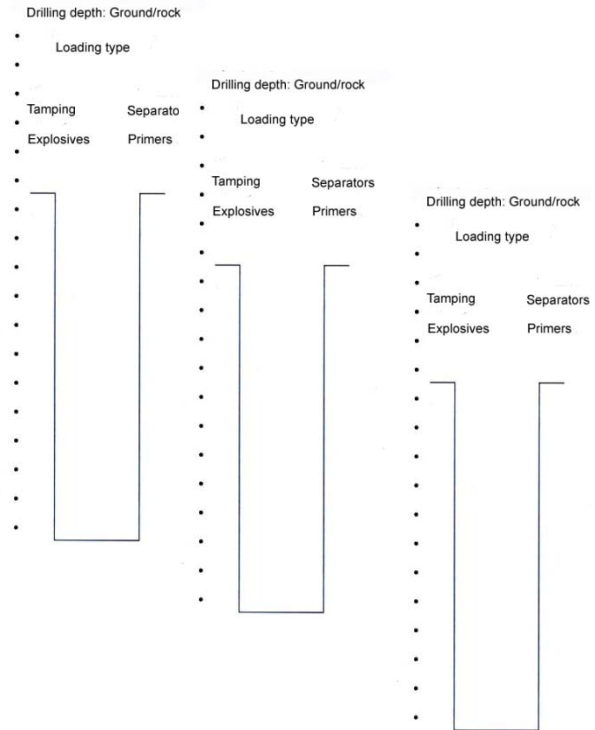 Drilling depth: Ground/rock
Loading type
Tamping Separato
Explosives Primers
Drilling depth: Ground/rock
Loading type
Tamping Separators
Explosives Primers
Drilling depth: Ground/rock
Loading type
Tamping Separators
Explosives Primers